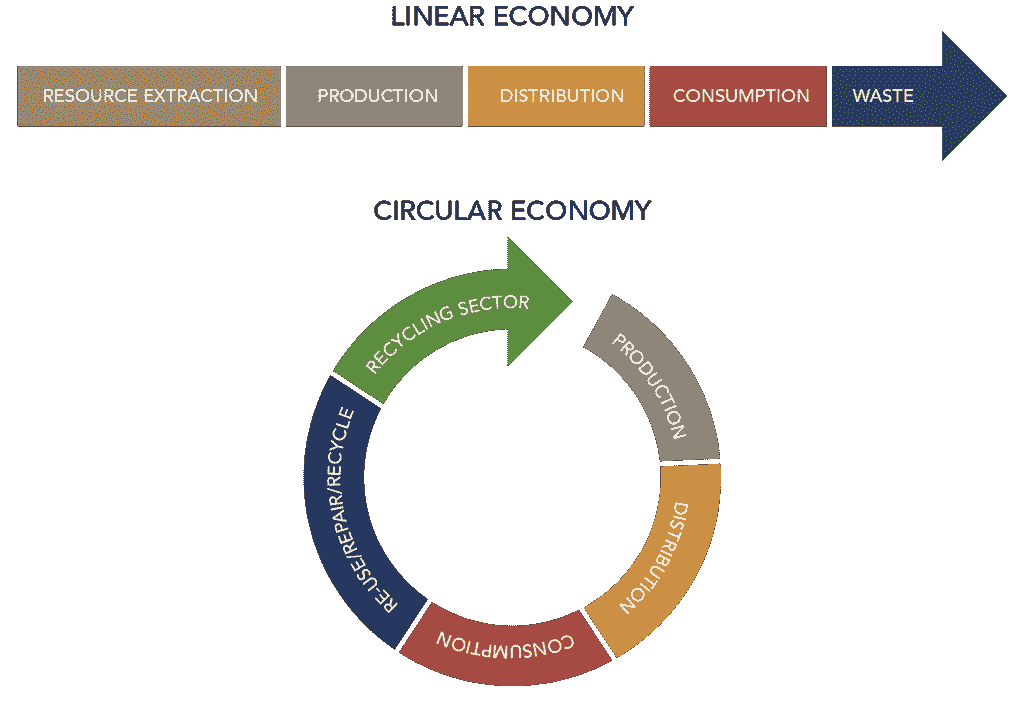 LINEAR ECONOMY
RESOURCE EXTRACTION
PRODUCTION
DISTRIBUTION
CONSUMPTION
WASTE
CIRCULAR ECONOMY
RECYCLING SECTOR
PRODUCTION
DISTRIBUTION
CONSUMPTION
RE-USE/REPAIR/RECYCLE